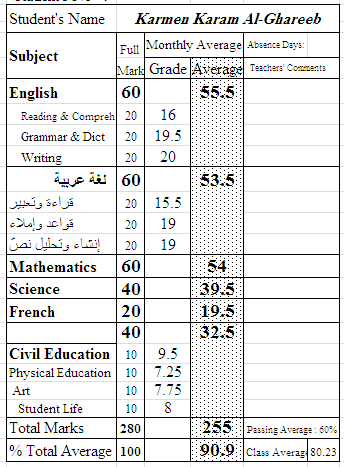 Student's Name Karmen Karam Al-Ghareeb
Subject Full Mark Monthly Average Absence Days:
Grade Average Teachers' Comments
English 60 55.5
Reading & Compreh 20 16
Grammar & Dict 20 19.5
Writing 20 20
لغة عربية 60 53.5
قراءة وتعبير 20 15.5
قواعد وإملاء 20 19
إنشاء وتحليل نصّ 20 19
Mathematics 60 54
Science 40 39.5
French 20 19.5
40 32.5
Civil Education 10 9.5
Physical Education 10 7.25
Art 10 7.75
Student Life 10 8
Total Marks 280 255 Passing Average : 60%
% Total Average 100 90.9 Class Average 80.23